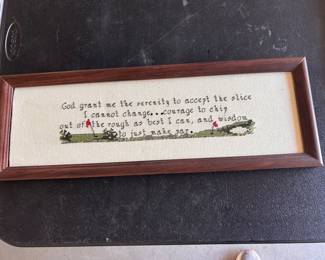 God grant me the serenity to accept the slice
I cannot change...courage to chip
out of the rough as best I can, and wisdom
to just make par.